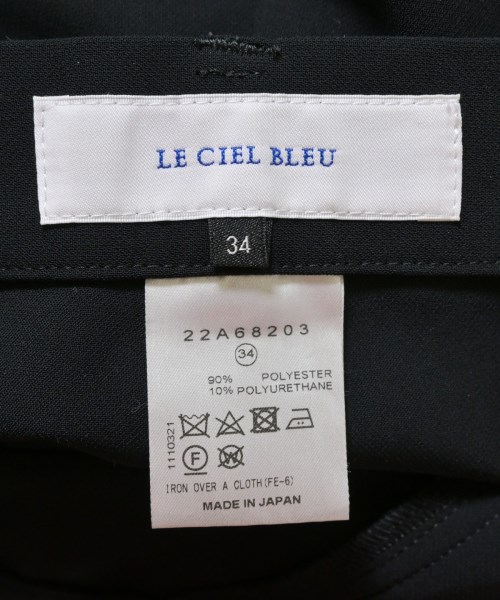 LE CIEL BLEU
34
22A68203
34
90% POLYESTER
10% POLYURETHANE
1110321
F
W
IRON OVER A CLOTH(FE-6)
MADE IN JAPAN